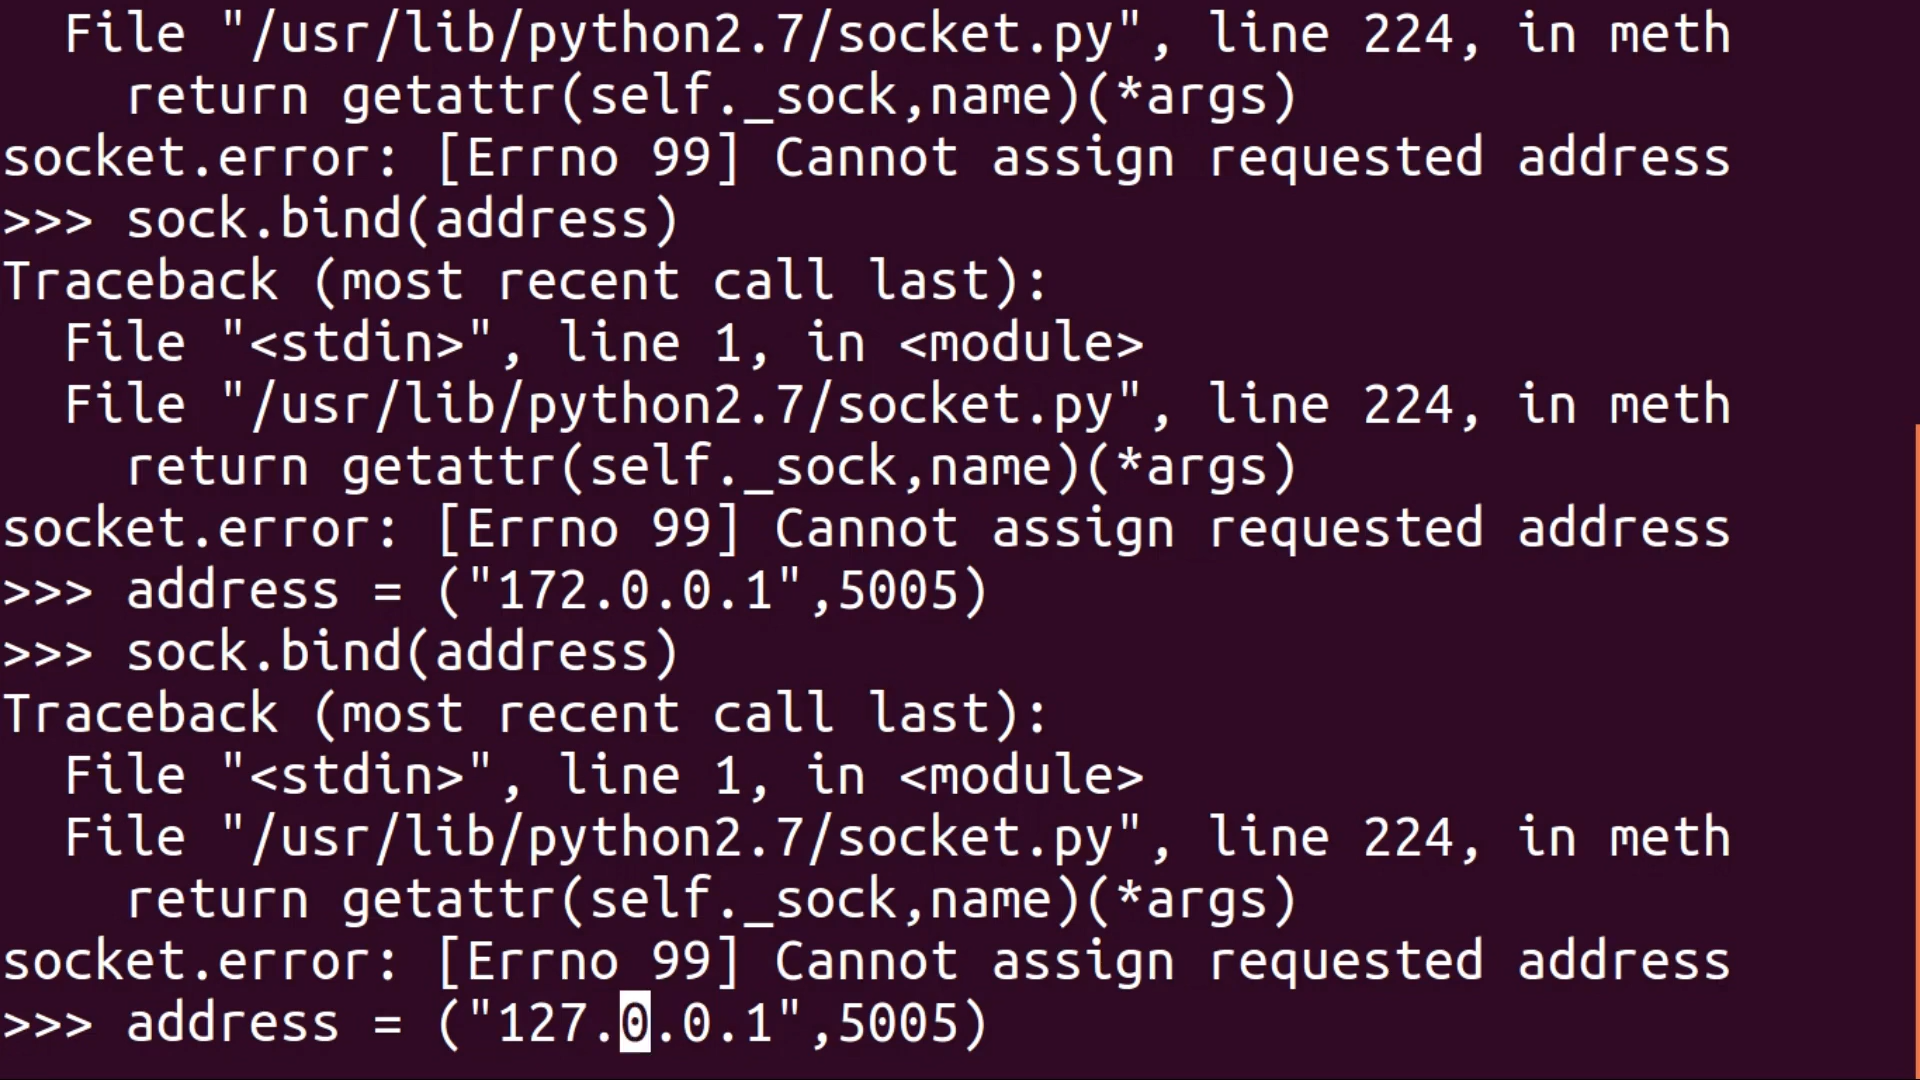 File "/usr/lib/python2.7/socket.py", line 224, in meth
    return getattr(self._sock,name)(*args)
socket.error: [Errno 99] Cannot assign requested address
>>> sock.bind(address)
Traceback (most recent call last):
  File "<stdin>", line 1, in <module>
  File "/usr/lib/python2.7/socket.py", line 224, in meth
    return getattr(self._sock,name)(*args)
socket.error: [Errno 99] Cannot assign requested address
>>> address = ("172.0.0.1",5005)
>>> sock.bind(address)
Traceback (most recent call last):
  File "<stdin>", line 1, in <module>
  File "/usr/lib/python2.7/socket.py", line 224, in meth
    return getattr(self._sock,name)(*args)
socket.error: [Errno 99] Cannot assign requested address
>>> address = ("127.0.0.1",5005)